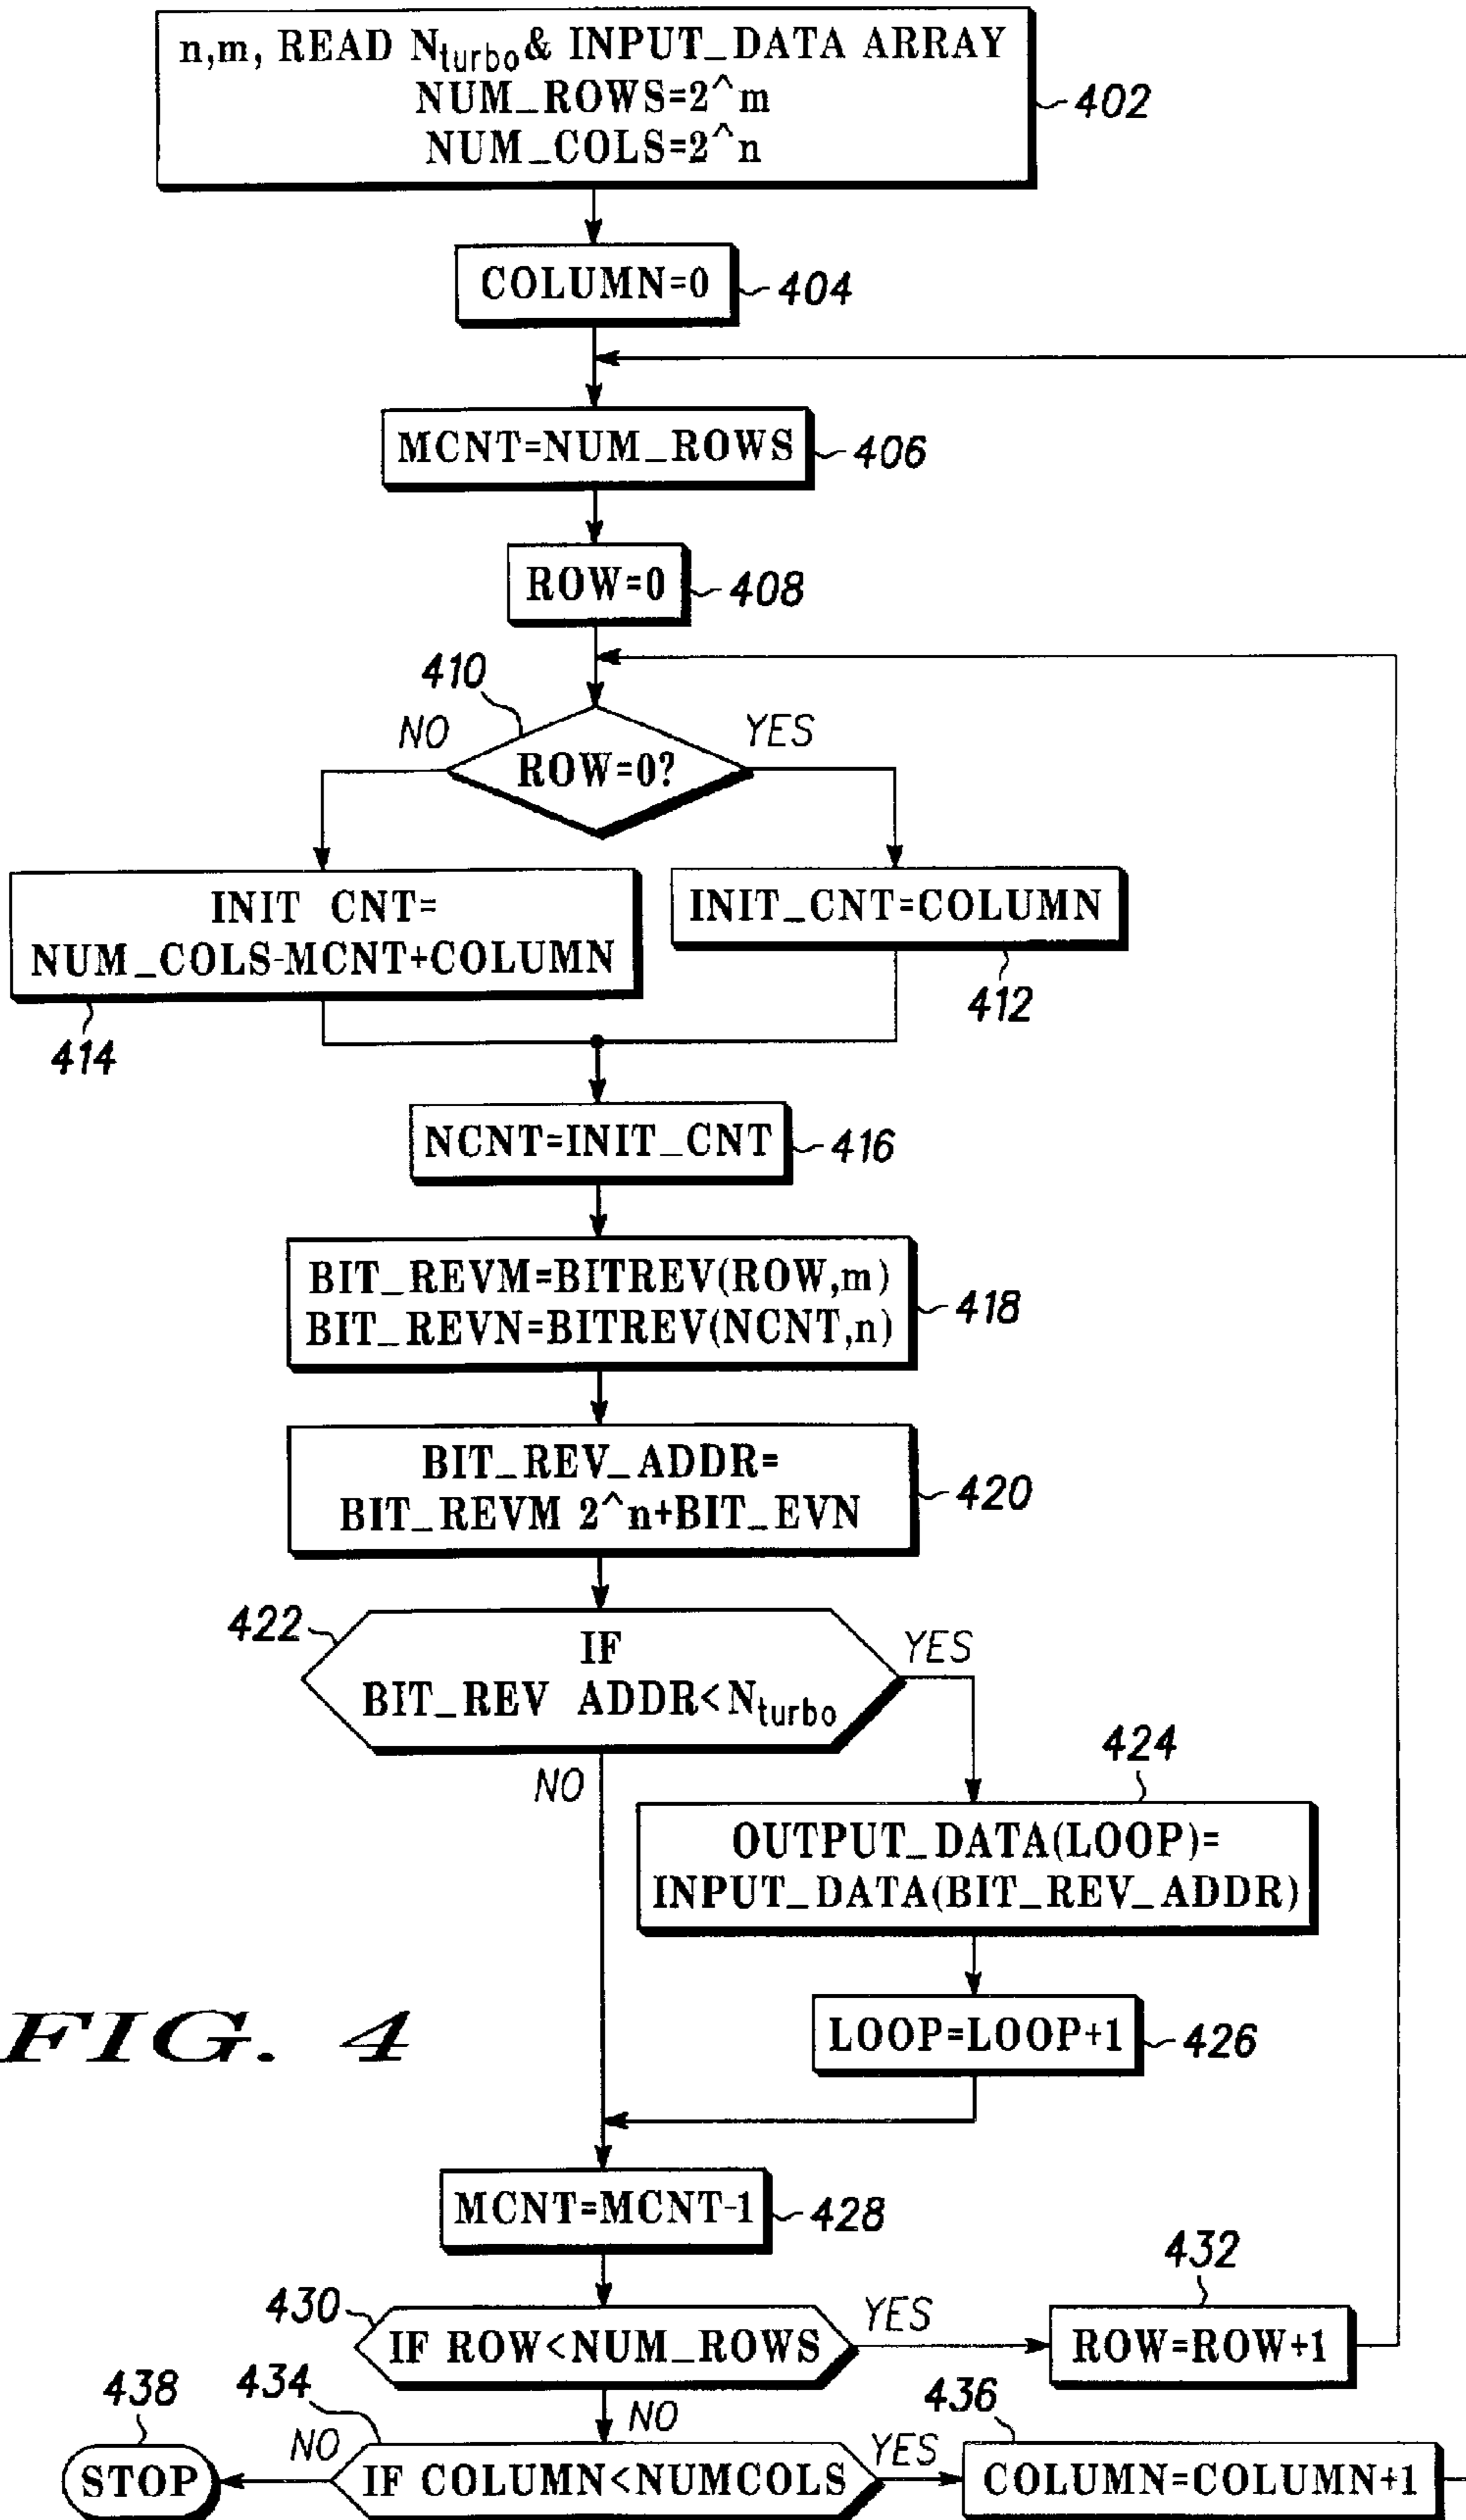 n,m, READ Nturbo& INPUT_DATA ARRAY
NUM_ROWS=2^m
NUM_COLS=2^n
402
COLUMN=0
404
MCNT=NUM_ROWS
406
ROW=0
408
410
NO
YES
ROW=0?
INIT CNT=
NUM_COLS-MCNT+COLUMN
414
INIT_CNT=COLUMN
412
NCNT=INIT_CNT
416
BIT_REVM=BITREV(ROW,m)
BIT_REVN=BITREV(NCNT,n)
418
BIT_REV_ADDR=
BIT_REVM 2^n+BIT_EVN
420
422
IF
BIT_REV ADDR<Nturbo
YES
NO
424
OUTPUT_DATA(LOOP)=
INPUT_DATA(BIT_REV_ADDR)
LOOP=LOOP+1
426
FIG. 4
MCNT=MCNT-1
428
430
IF ROW<NUM_ROWS
YES
432
ROW=ROW+1
NO
434
438
STOP
NO
IF COLUMN<NUMCOLS
YES
436
COLUMN=COLUMN+1